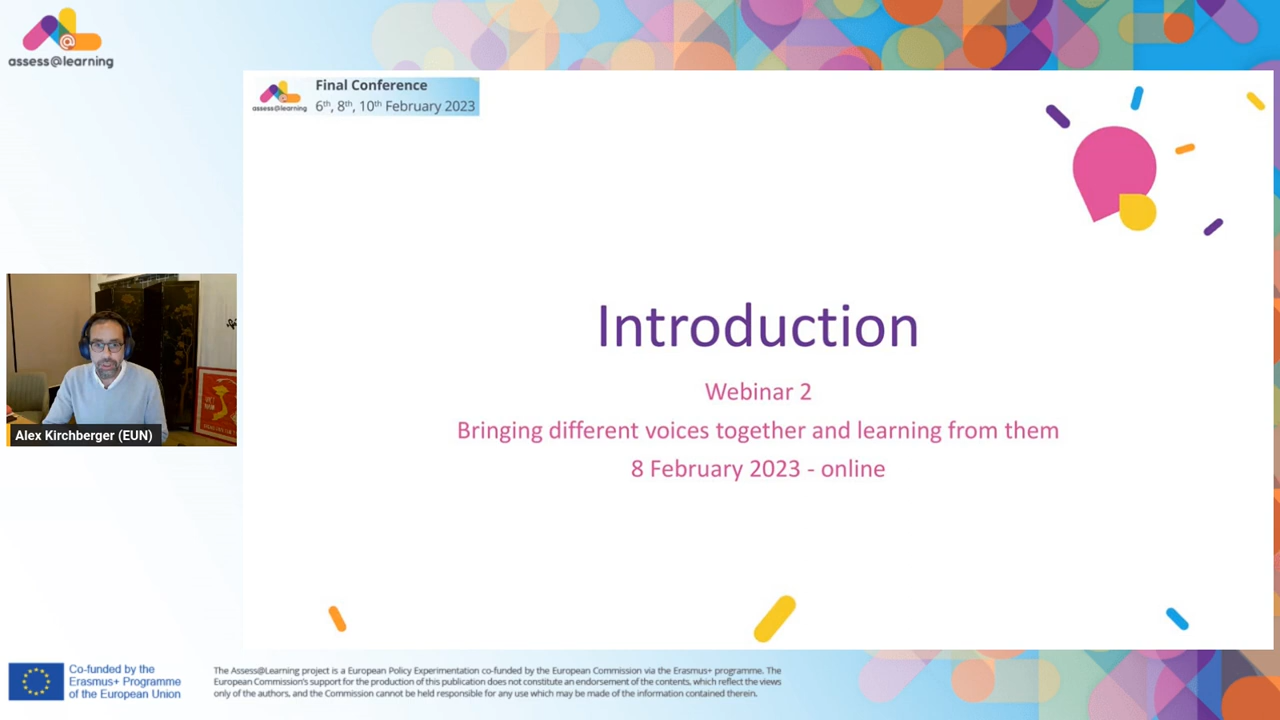 assess@learning
assess@learning
Final Conference
6th, 8th, 10th February 2023
Introduction
Webinar 2
Bringing different voices together and learning from them
8 February 2023 - online
Alex Kirchberger (EUN)
Co-funded by the
Erasmus+ Programme
of the European Union
The Assess@Learning project is a European Policy Experimentation co-funded by the European Commission via the Erasmus+ programme. The
European Commission's support for the production of this publication does not constitute an endorsement of the contents, which reflect the views
only of the authors, and the Commission cannot be held responsible for any use which may be made of the information contained therein.